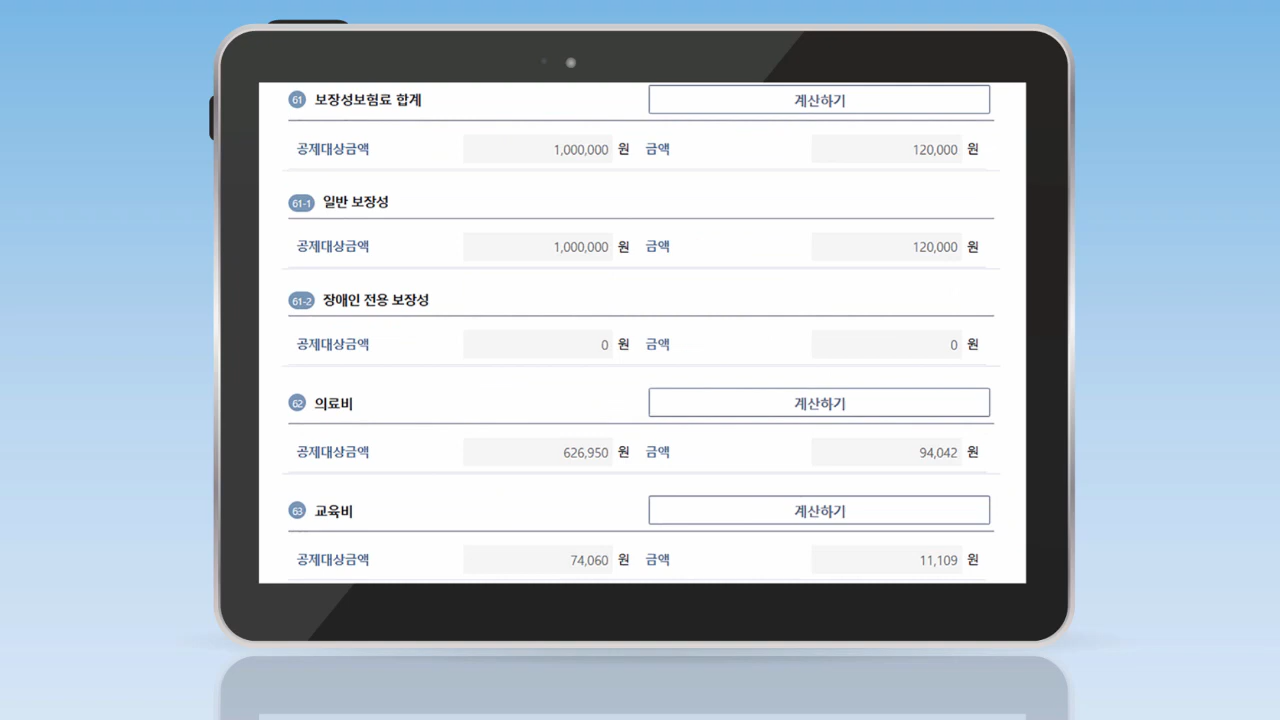 61 보장성보험료 합계 계산하기
공제대상금액 1,000,000 원 금액 120,000 원
61-1 일반 보장성
공제대상금액 1,000,000 원 금액 120,000 원
61-2 장애인 전용 보장성
공제대상금액 0 원 금액 0 원
62 의료비 계산하기
공제대상금액 626,950 원 금액 94,042 원
63 교육비 계산하기
공제대상금액 74,060 원 금액 11,109 원